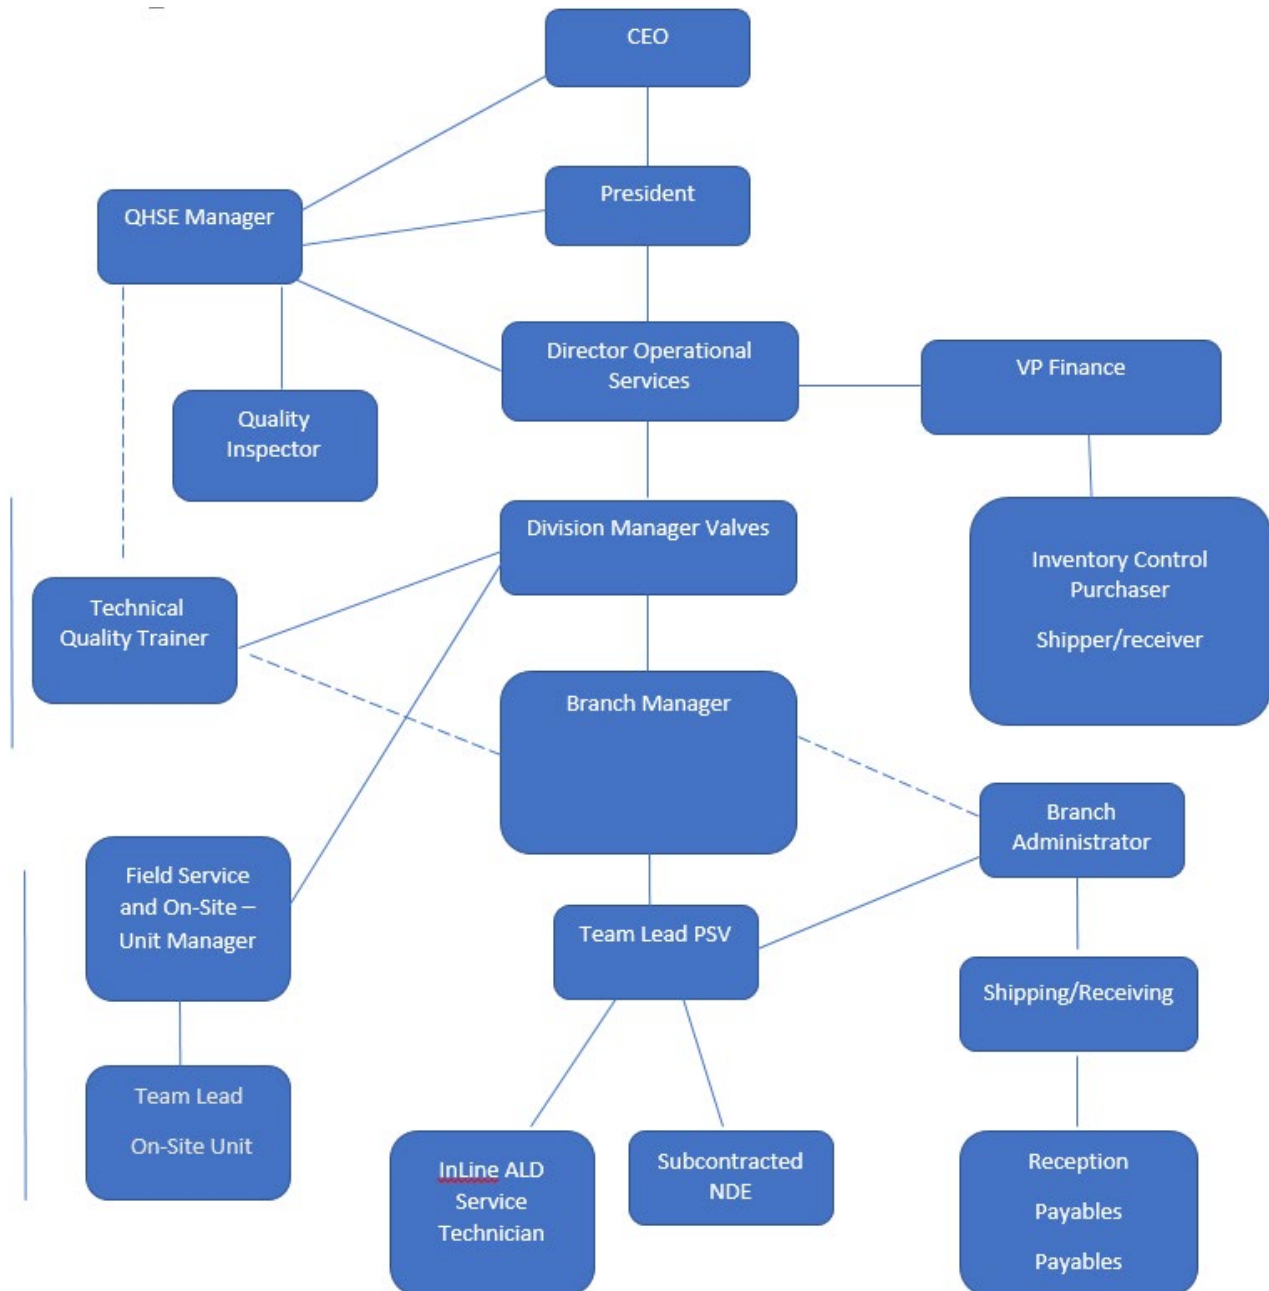 CEO
President
QHSE Manager
Director Operational
Services
VP Finance
Quality
Inspector
Division Manager Valves
Inventory Control
Purchaser
Shipper/receiver
Technical
Quality Trainer
Branch Manager
Branch
Administrator
Field Service
and On-Site –
Unit Manager
Team Lead PSV
Shipping/Receiving
Team Lead
On-Site Unit
InLine ALD
Service
Technician
Subcontracted
NDE
Reception
Payables
Payables